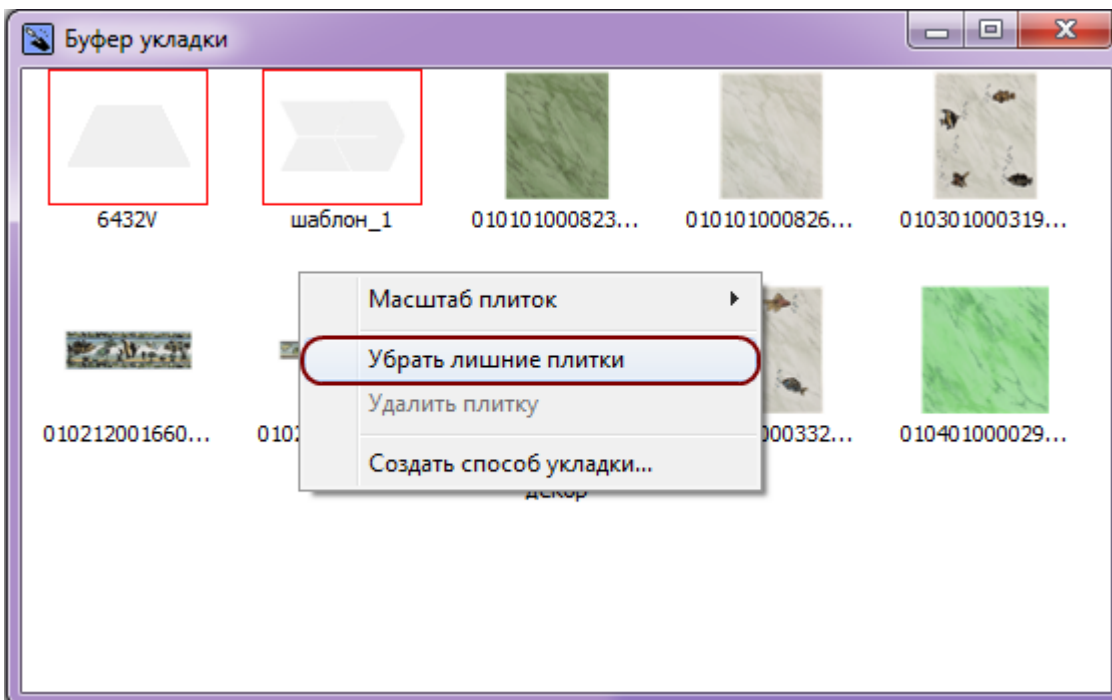 Буфер укладки
6432V
шаблон_1
010101000823...
010101000826...
010301000319...
Масштаб плиток
Убрать лишние плитки
Удалить плитку
Создать способ укладки...
010212001660...
010
000332...
010401000029...
декор